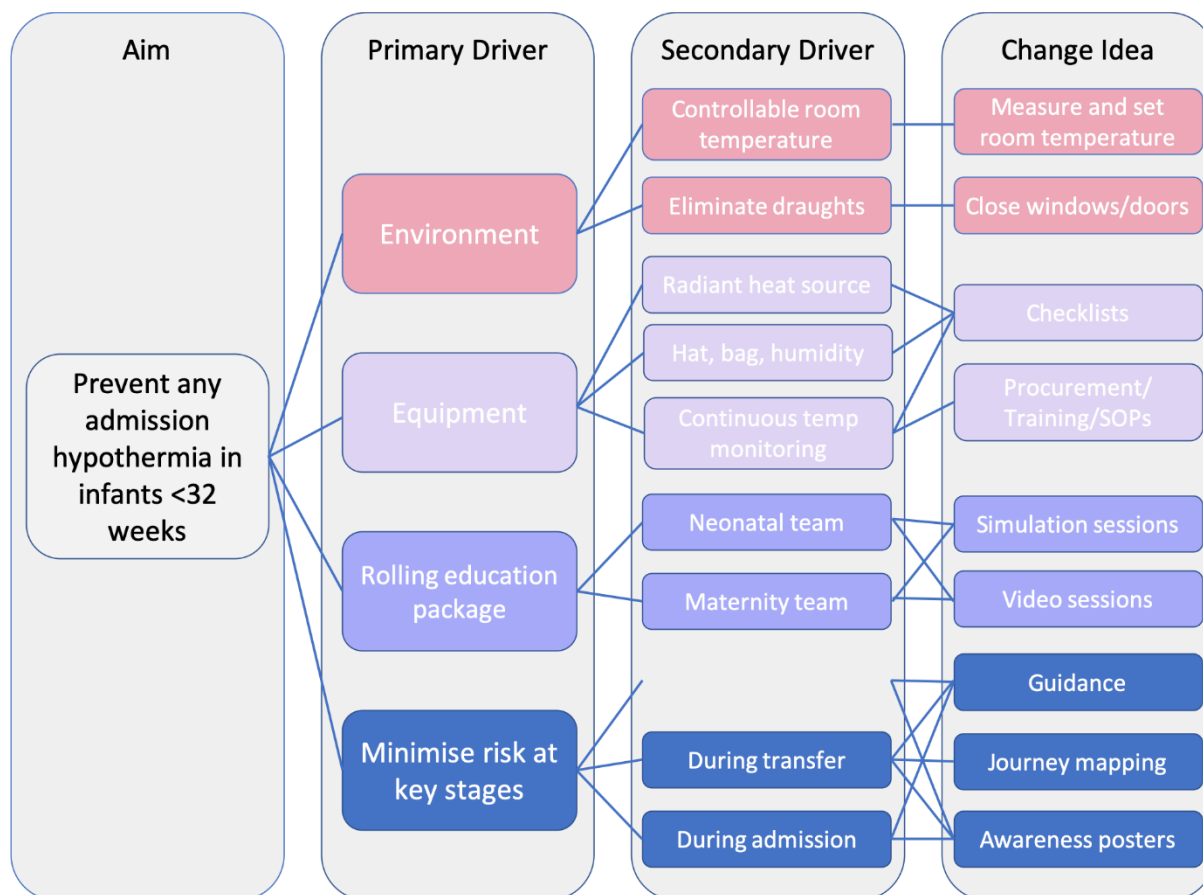 Aim
Primary Driver
Secondary Driver
Change Idea
Prevent any
admission
hypothermia in
infants <32
weeks
Environment
Equipment
Rolling education
package
Minimise risk at
key stages
Controllable room
temperature
Eliminate draughts
Radiant heat source
Hat, bag, humidity
Continuous temp
monitoring
Neonatal team
Maternity team
During transfer
During admission
Measure and set
room temperature
Close windows/doors
Checklists
Procurement/
Training/SOPs
Simulation sessions
Video sessions
Guidance
Journey mapping
Awareness posters